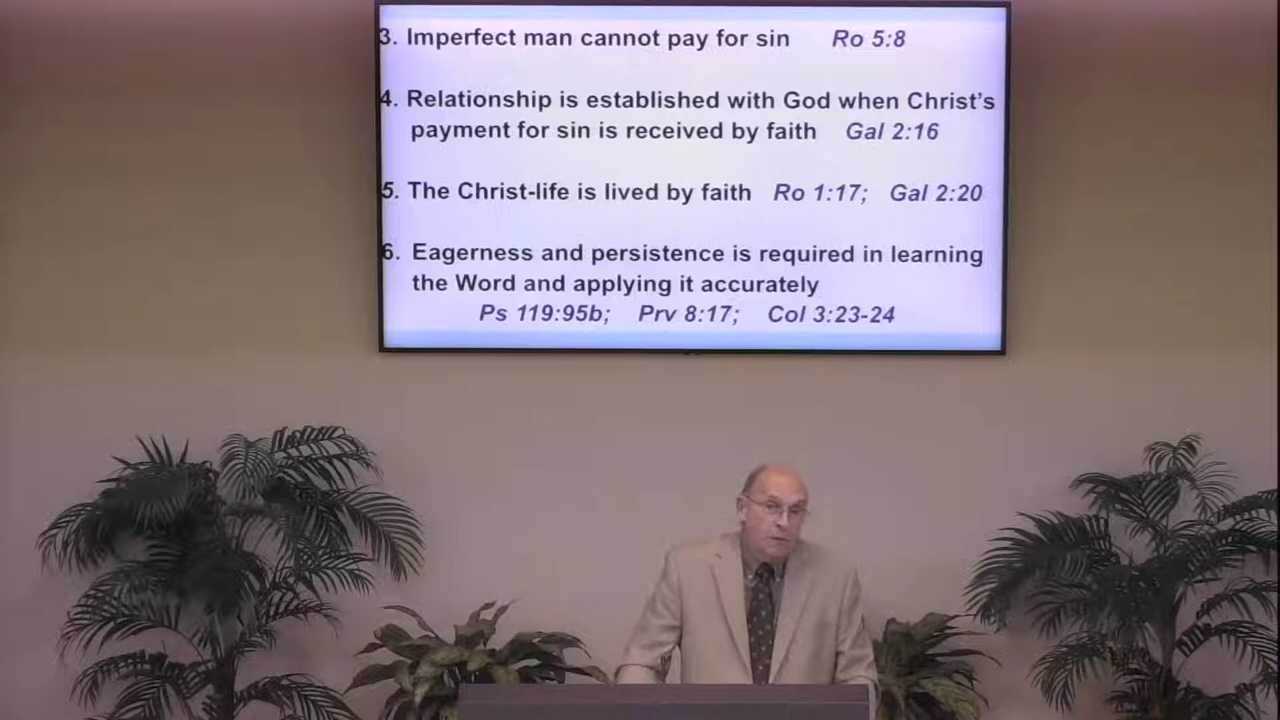 3. Imperfect man cannot pay for sin Ro 5:8
4. Relationship is established with God when Christ's
payment for sin is received by faith Gal 2:16
5. The Christ-life is lived by faith Ro 1:17; Gal 2:20
6. Eagerness and persistence is required in learning
the Word and applying it accurately
Ps 119:95b; Prv 8:17; Col 3:23-24